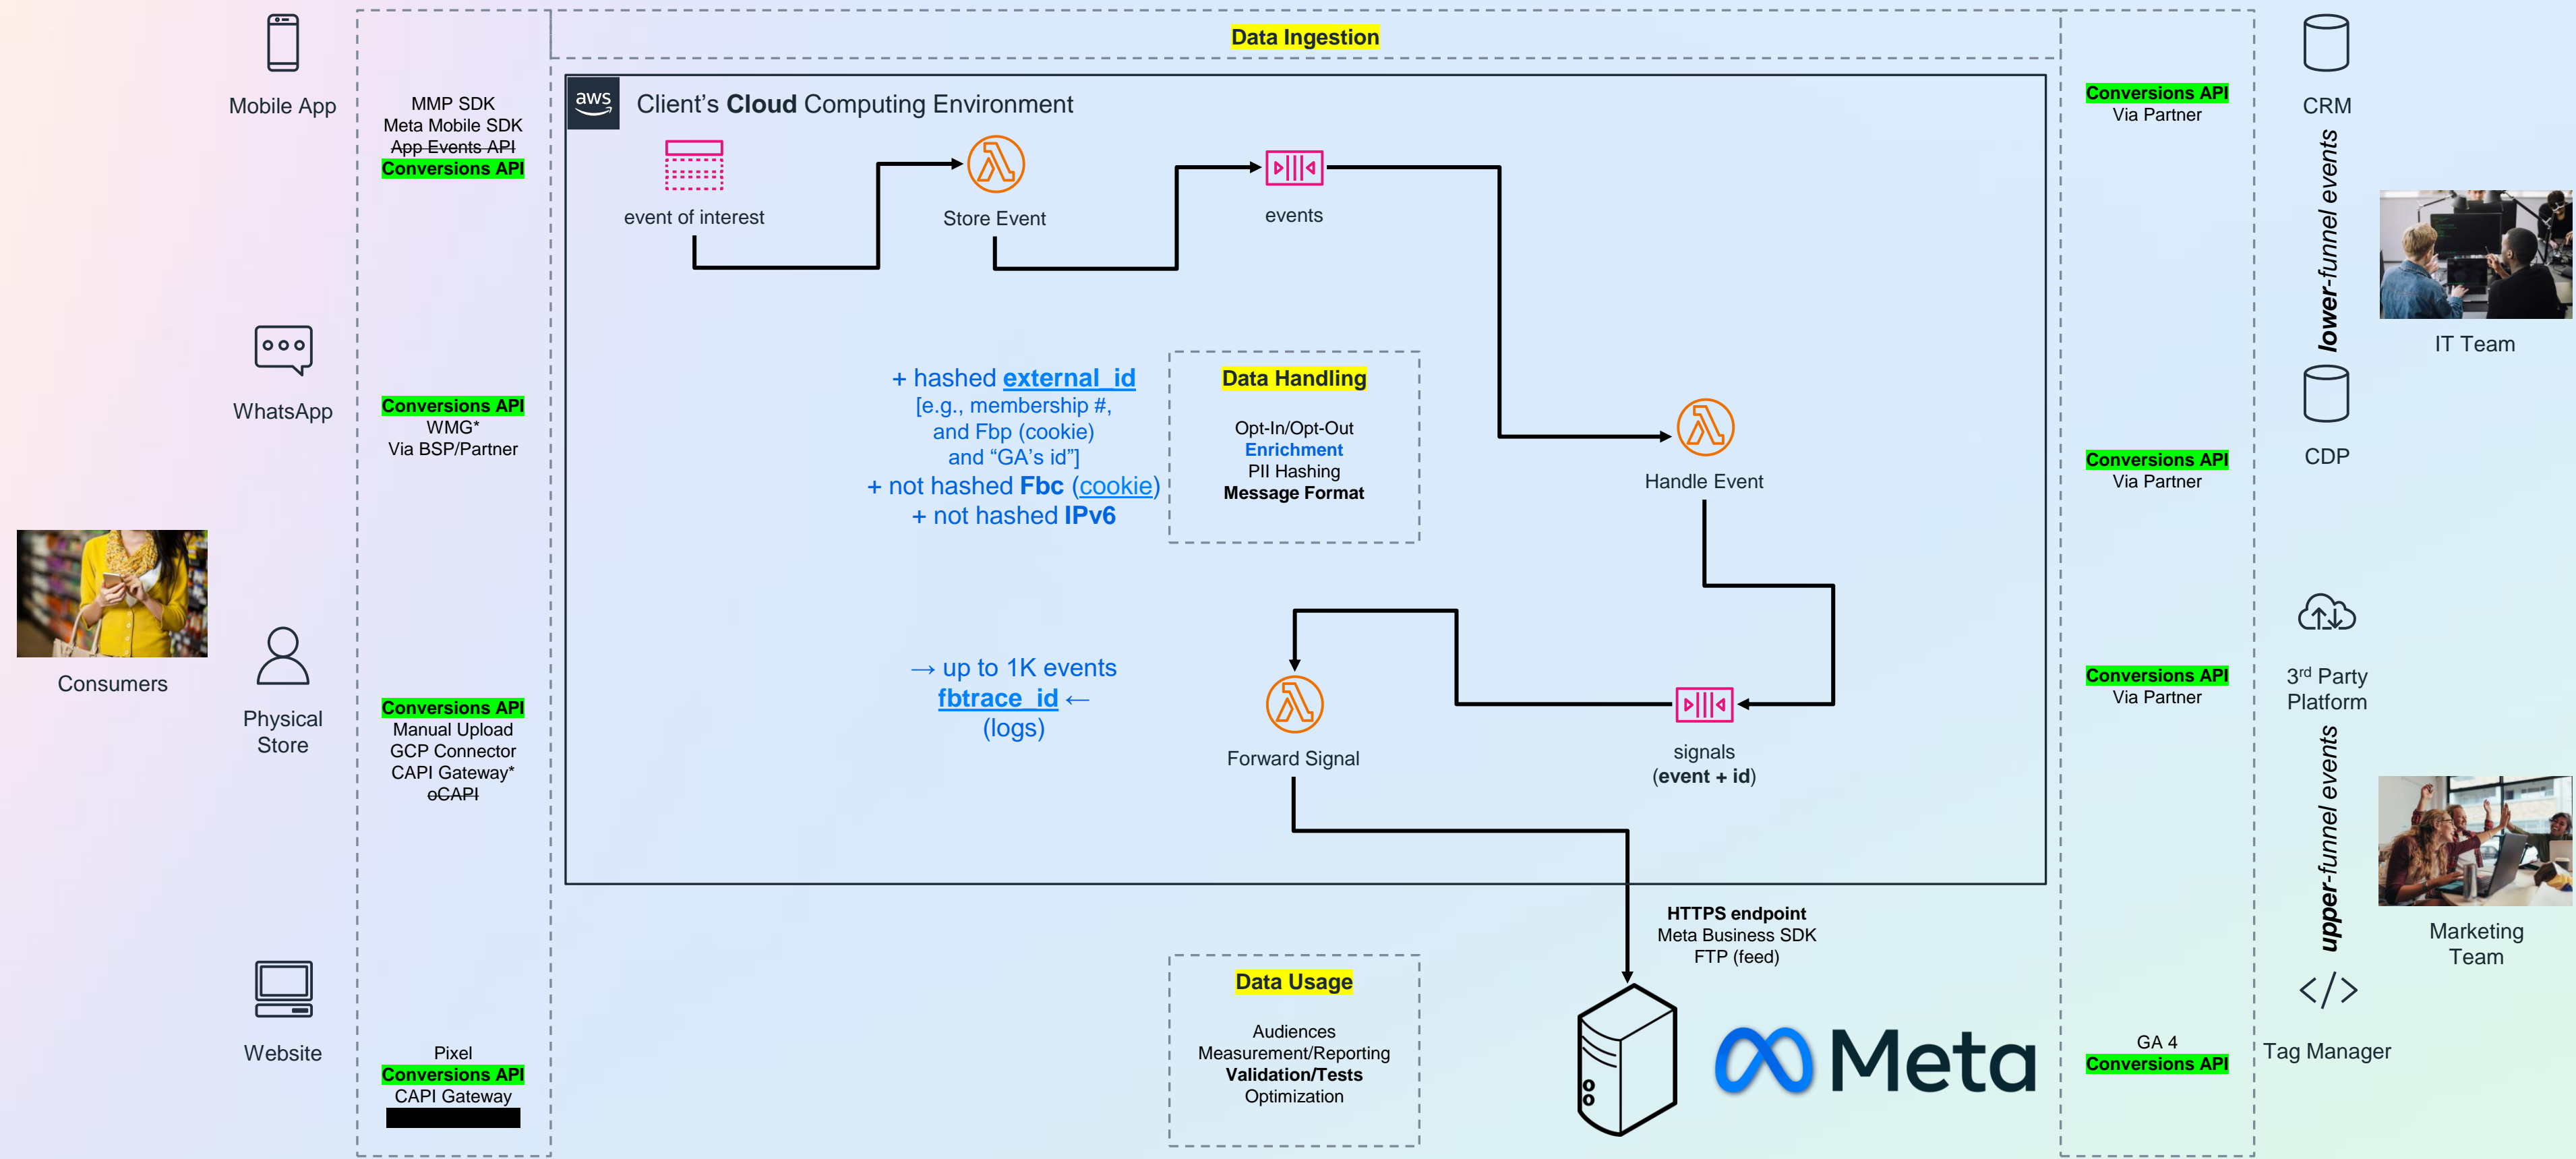 Data Ingestion
aws
Client's Cloud Computing Environment
event of interest
Store Event
events
Mobile App
MMP SDK
Meta Mobile SDK
App Events API
Conversions API
WhatsApp
Conversions API
WMG*
Via BSP/Partner
Consumers
Physical
Store
Conversions API
Manual Upload
GCP Connector
CAPI Gateway*
oCAPI
Website
Pixel
Conversions API
CAPI Gateway
+ hashed external_id
[e.g., membership #,
and Fbp (cookie)
and “GA’s id”]
+ not hashed Fbc (cookie)
+ not hashed IPv6
Data Handling
Opt-In/Opt-Out
Enrichment
PII Hashing
Message Format
Handle Event
→ up to 1K events
fbtrace_id ←
(logs)
Forward Signal
signals
(event + id)
HTTPS endpoint
Meta Business SDK
FTP (feed)
Data Usage
Audiences
Measurement/Reporting
Validation/Tests
Optimization
Meta
Conversions API
Via Partner
CRM
lower-funnel events
IT Team
Conversions API
Via Partner
CDP
Conversions API
Via Partner
3rd Party
Platform
upper-funnel events
Marketing
Team
GA 4
Conversions API
</>
Tag Manager